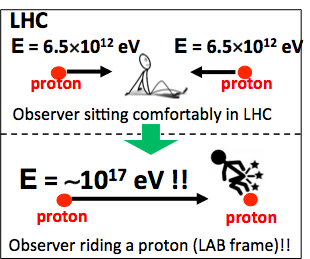 LHC
E = 6.5×10¹² eV E = 6.5×10¹² eV
proton proton
Observer sitting comfortably in LHC
E = ~10¹⁷ eV !!
proton proton
Observer riding a proton (LAB frame)!!